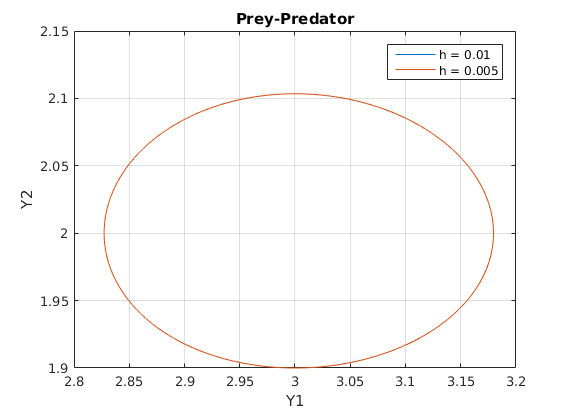 Prey-Predator
h = 0.01
h = 0.005
2.15
2.1
2.05
2
1.95
1.9
Y2
2.8 2.85 2.9 2.95 3 3.05 3.1 3.15 3.2
Y1